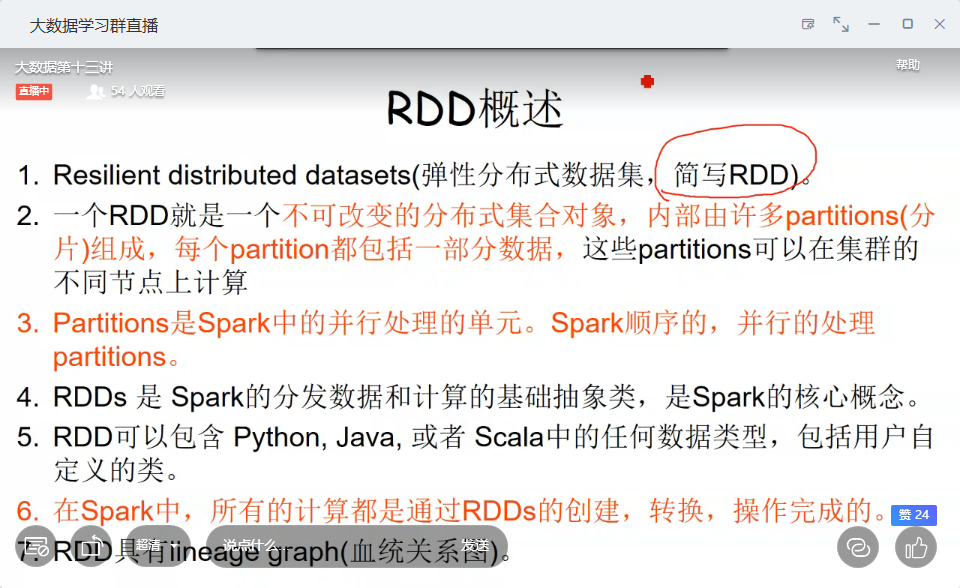 大数据学习群直播
大数据第十三讲
帮助
直播中 54 人观看
RDD概述
1. Resilient distributed datasets(弹性分布式数据集，简写RDD)。
2. 一个RDD就是一个不可改变的分布式集合对象，内部由许多partitions(分
片)组成，每个partition都包括一部分数据，这些partitions可以在集群的
不同节点上计算
3. Partitions是Spark中的并行处理的单元。Spark顺序的，并行的处理
partitions。
4. RDDs 是 Spark的分发数据和计算的基础抽象类，是Spark的核心概念。
5. RDD可以包含 Python, Java, 或者 Scala中的任何数据类型，包括用户自
定义的类。
6. 在Spark中，所有的计算都是通过RDDs的创建，转换，操作完成的。
赞 24
7. RDD具有lineage graph(血统关系图)。
超清 说点什么... 发送